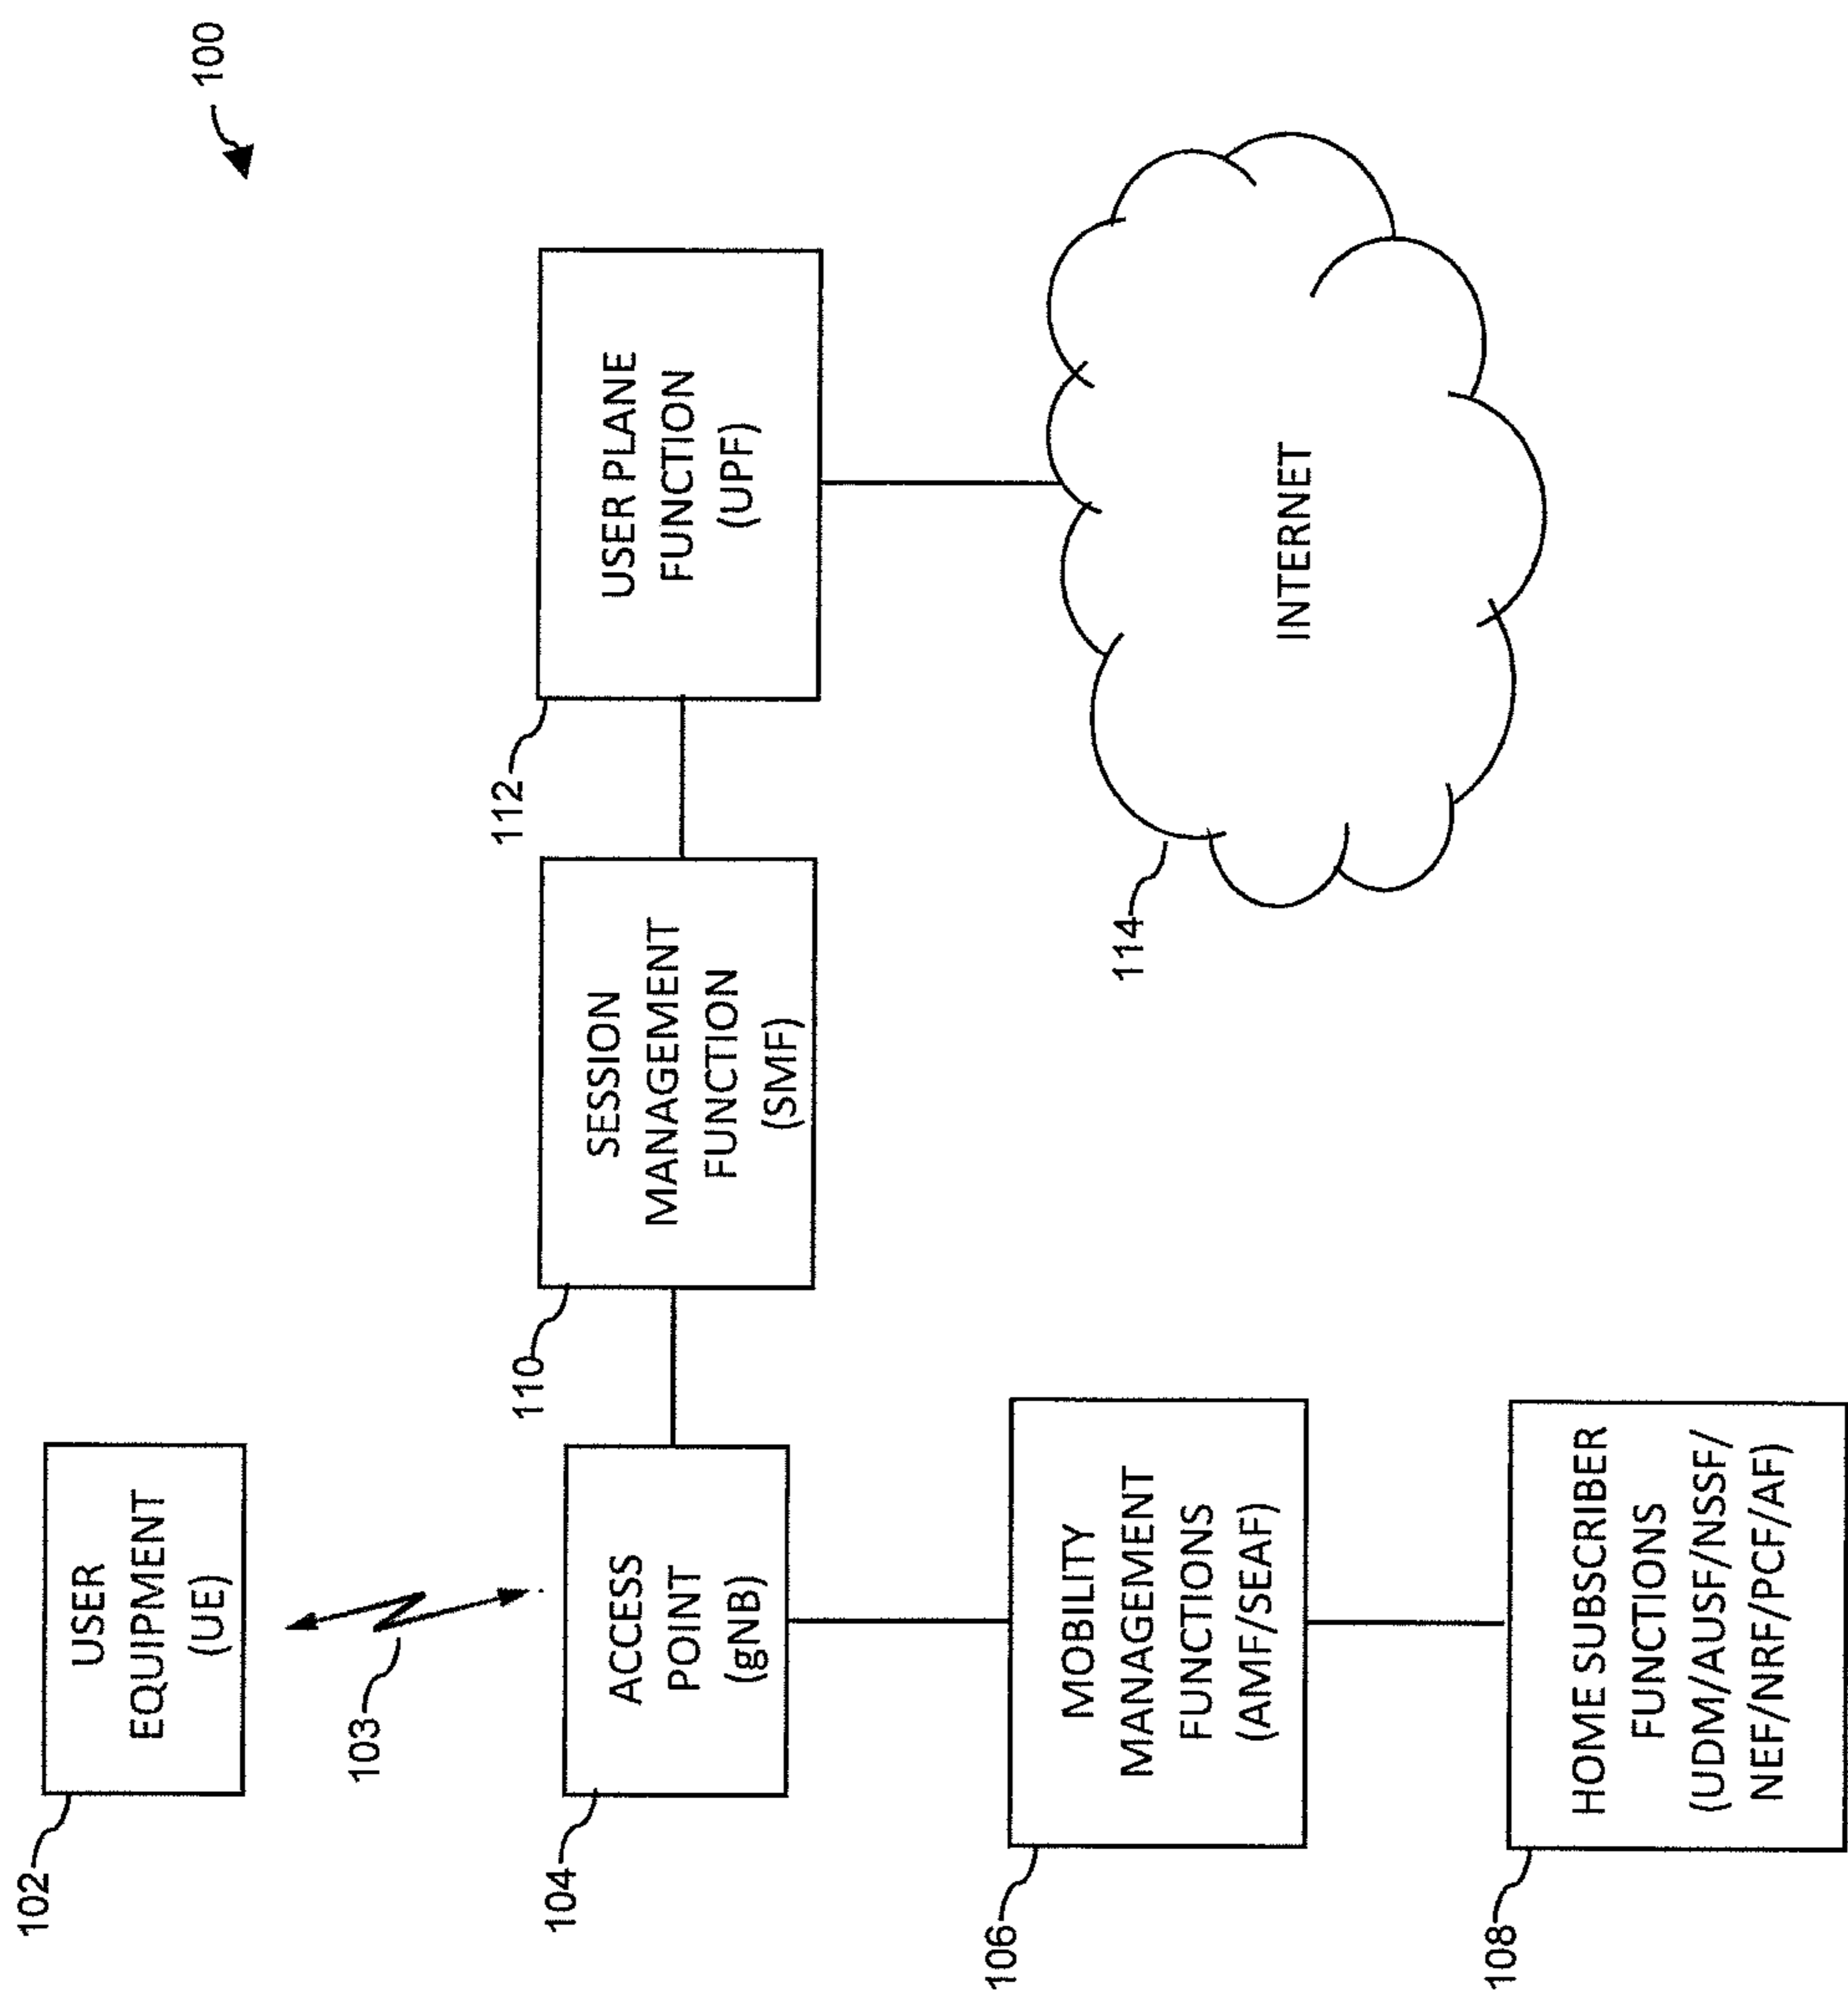 100
102
USER
EQUIPMENT
(UE)
103
104
ACCESS
POINT
(gNB)
110
SESSION
MANAGEMENT
FUNCTION
(SMF)
112
USER PLANE
FUNCTION
(UPF)
106
MOBILITY
MANAGEMENT
FUNCTIONS
(AMF/SEAF)
114
INTERNET
108
HOME SUBSCRIBER
FUNCTIONS
(UDM/AUSF/NSSF/
NEF/NRF/PCF/AF)